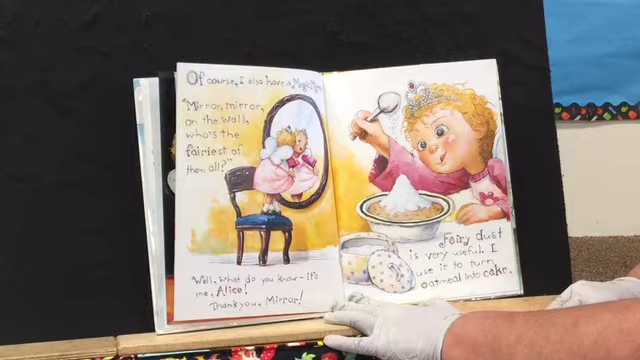 Of course, I also have a Magic
"Mirror, mirror,
on the wall,
who's the
fairiest of
them all?"
"Well, what do you know – it's
me, Alice!
Thank you, Mirror!
Fairy dust
is very useful. I
use it to turn
oatmeal into cake.